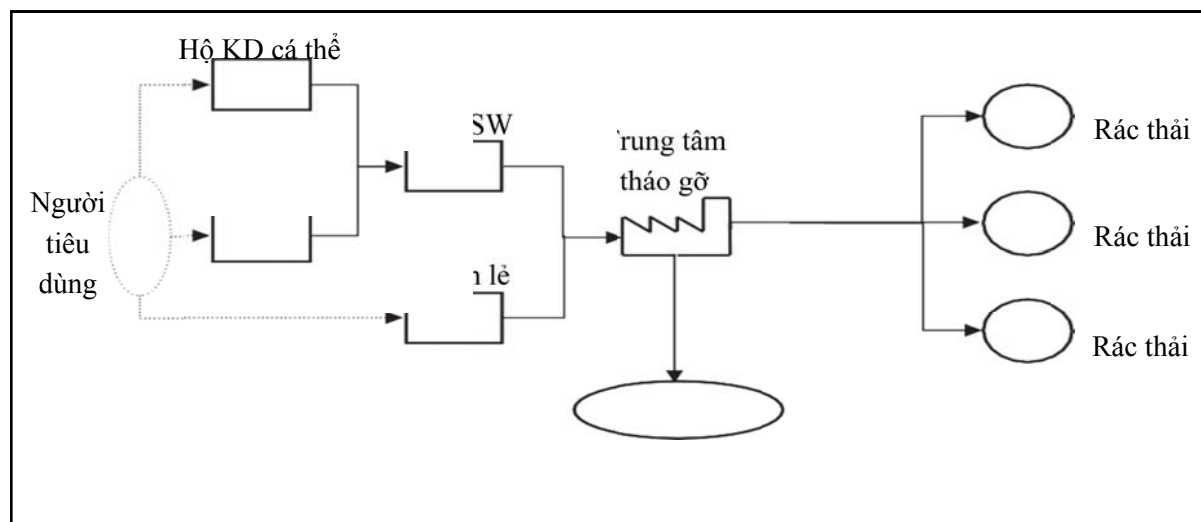 Hộ KD cá thể
SW
rung tâm
tháo gỡ
Rác thải
Người
tiêu
dùng
Rác thải
lẻ
Rác thải